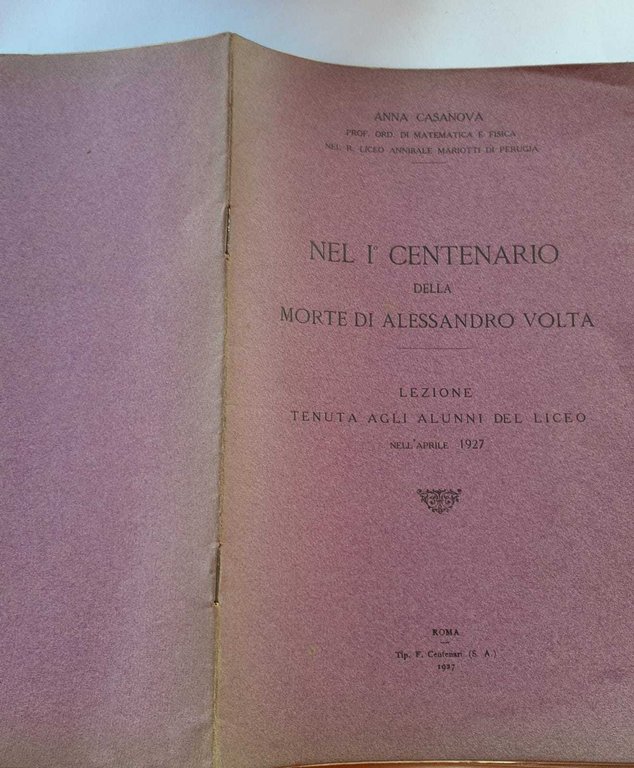 ANNA CASANOVA
PROF. ORD. DI MATEMATICA E FISICA
NEL R. LICEO ANNIBALE MARIOTTI DI PERUGIA
NEL I° CENTENARIO
DELLA
MORTE DI ALESSANDRO VOLTA
LEZIONE
TENUTA AGLI ALUNNI DEL LICEO
NELL'APRILE 1927
ROMA
Tip. F. Centenari (S. A.)
1927